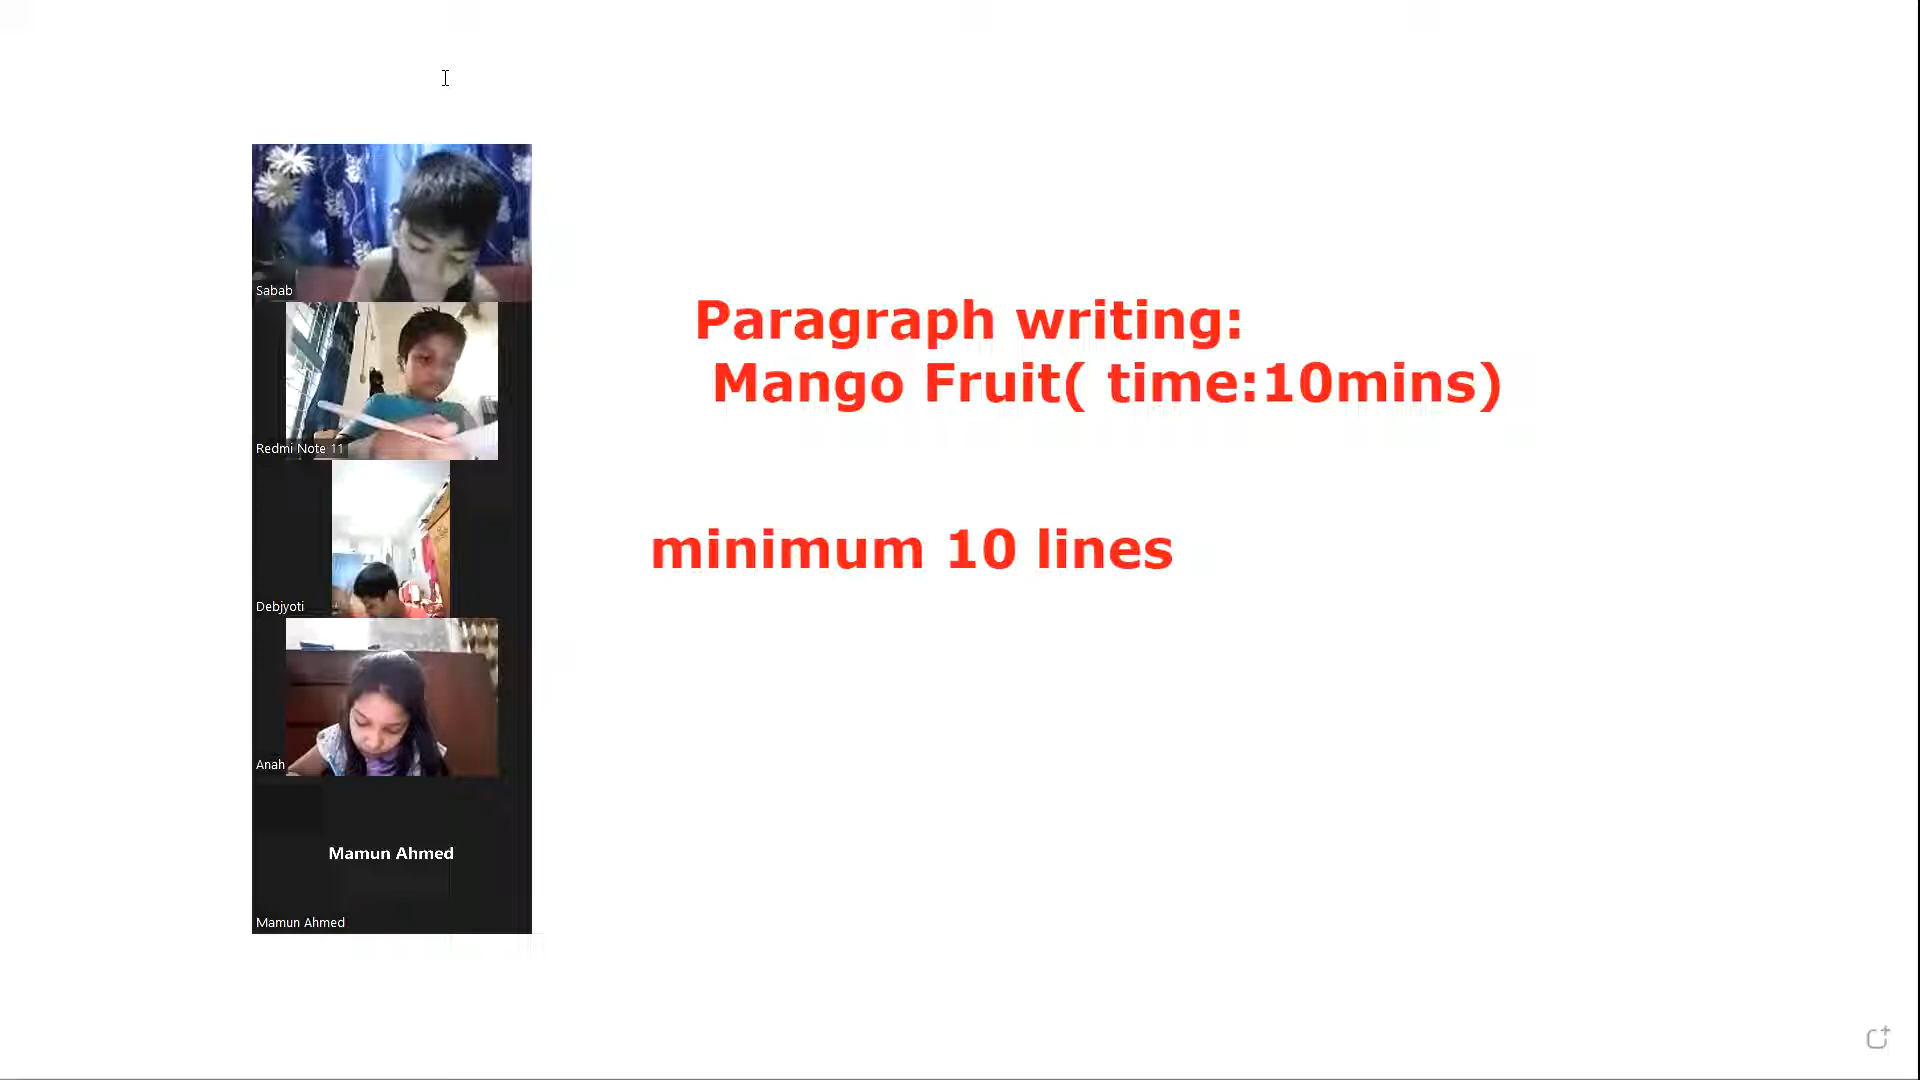 Sabab
Redmi Note 11
Debjyoti
Anah
Mamun Ahmed
Mamun Ahmed
Paragraph writing:
Mango Fruit( time:10mins)
minimum 10 lines